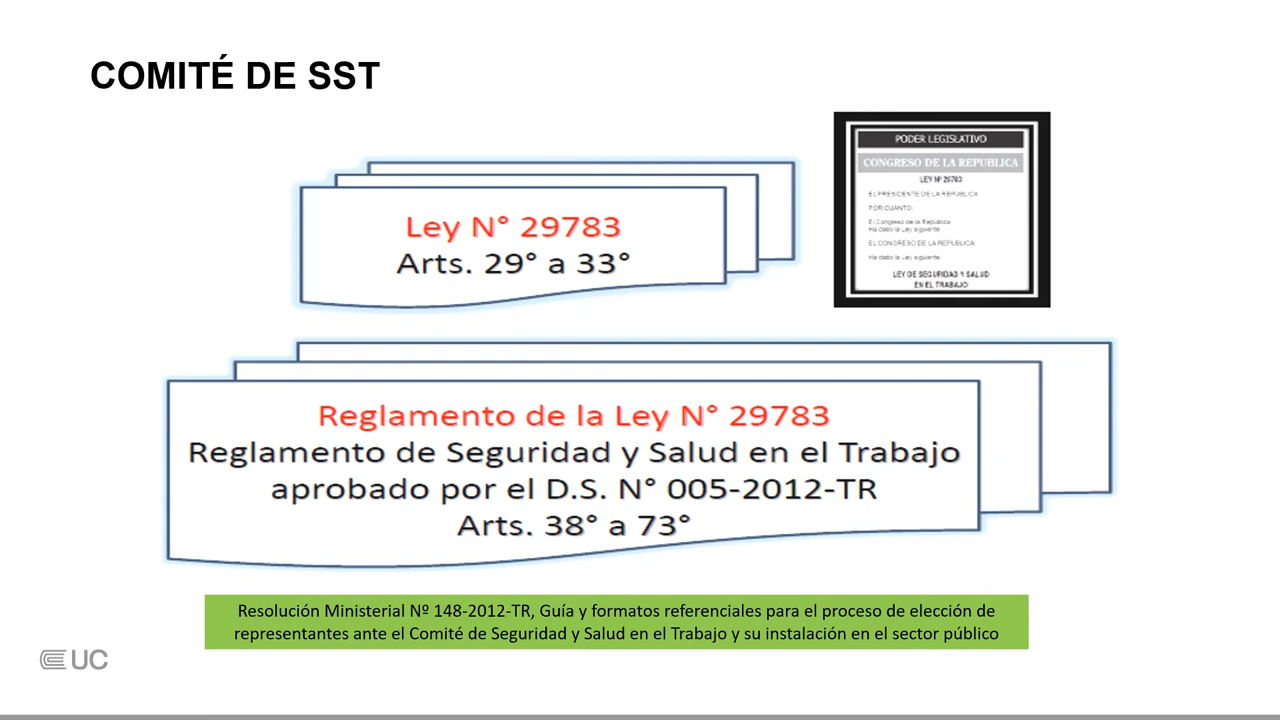 COMITÉ DE SST
PODER LEGISLATIVO
CONGRESO DE LA REPUBLICA
LEY Nº 29783
EL PRESIDENTE DE LA REPUBLICA
POR CUANTO:
El Congreso de la República
Ha dado la Ley siguiente
EL CONGRESO DE LA REPUBLICA
Ha dado la Ley siguiente
LEY DE SEGURIDAD Y SALUD
EN EL TRABAJO
Ley N° 29783
Arts. 29° a 33°
Reglamento de la Ley N° 29783
Reglamento de Seguridad y Salud en el Trabajo
aprobado por el D.S. N° 005-2012-TR
Arts. 38° a 73°
Resolución Ministerial Nº 148-2012-TR, Guía y formatos referenciales para el proceso de elección de
representantes ante el Comité de Seguridad y Salud en el Trabajo y su instalación en el sector público
UC